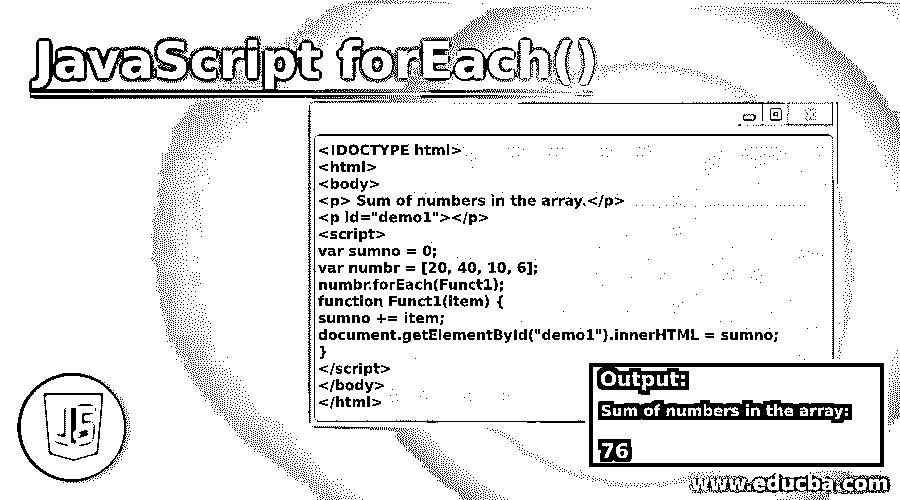 JavaScript forEach()
<!DOCTYPE html>
<html>
<body>
<p> Sum of numbers in the array.</p>
<p id="demo1"></p>
<script>
var sumno = 0;
var numbr = [20, 40, 10, 6];
numbr.forEach(Funct1);
function Funct1(item) {
sumno += item;
document.getElementById("demo1").innerHTML = sumno;
}
</script>
</body>
</html>
JS
Output:
Sum of numbers in the array:
76
www.educba.com